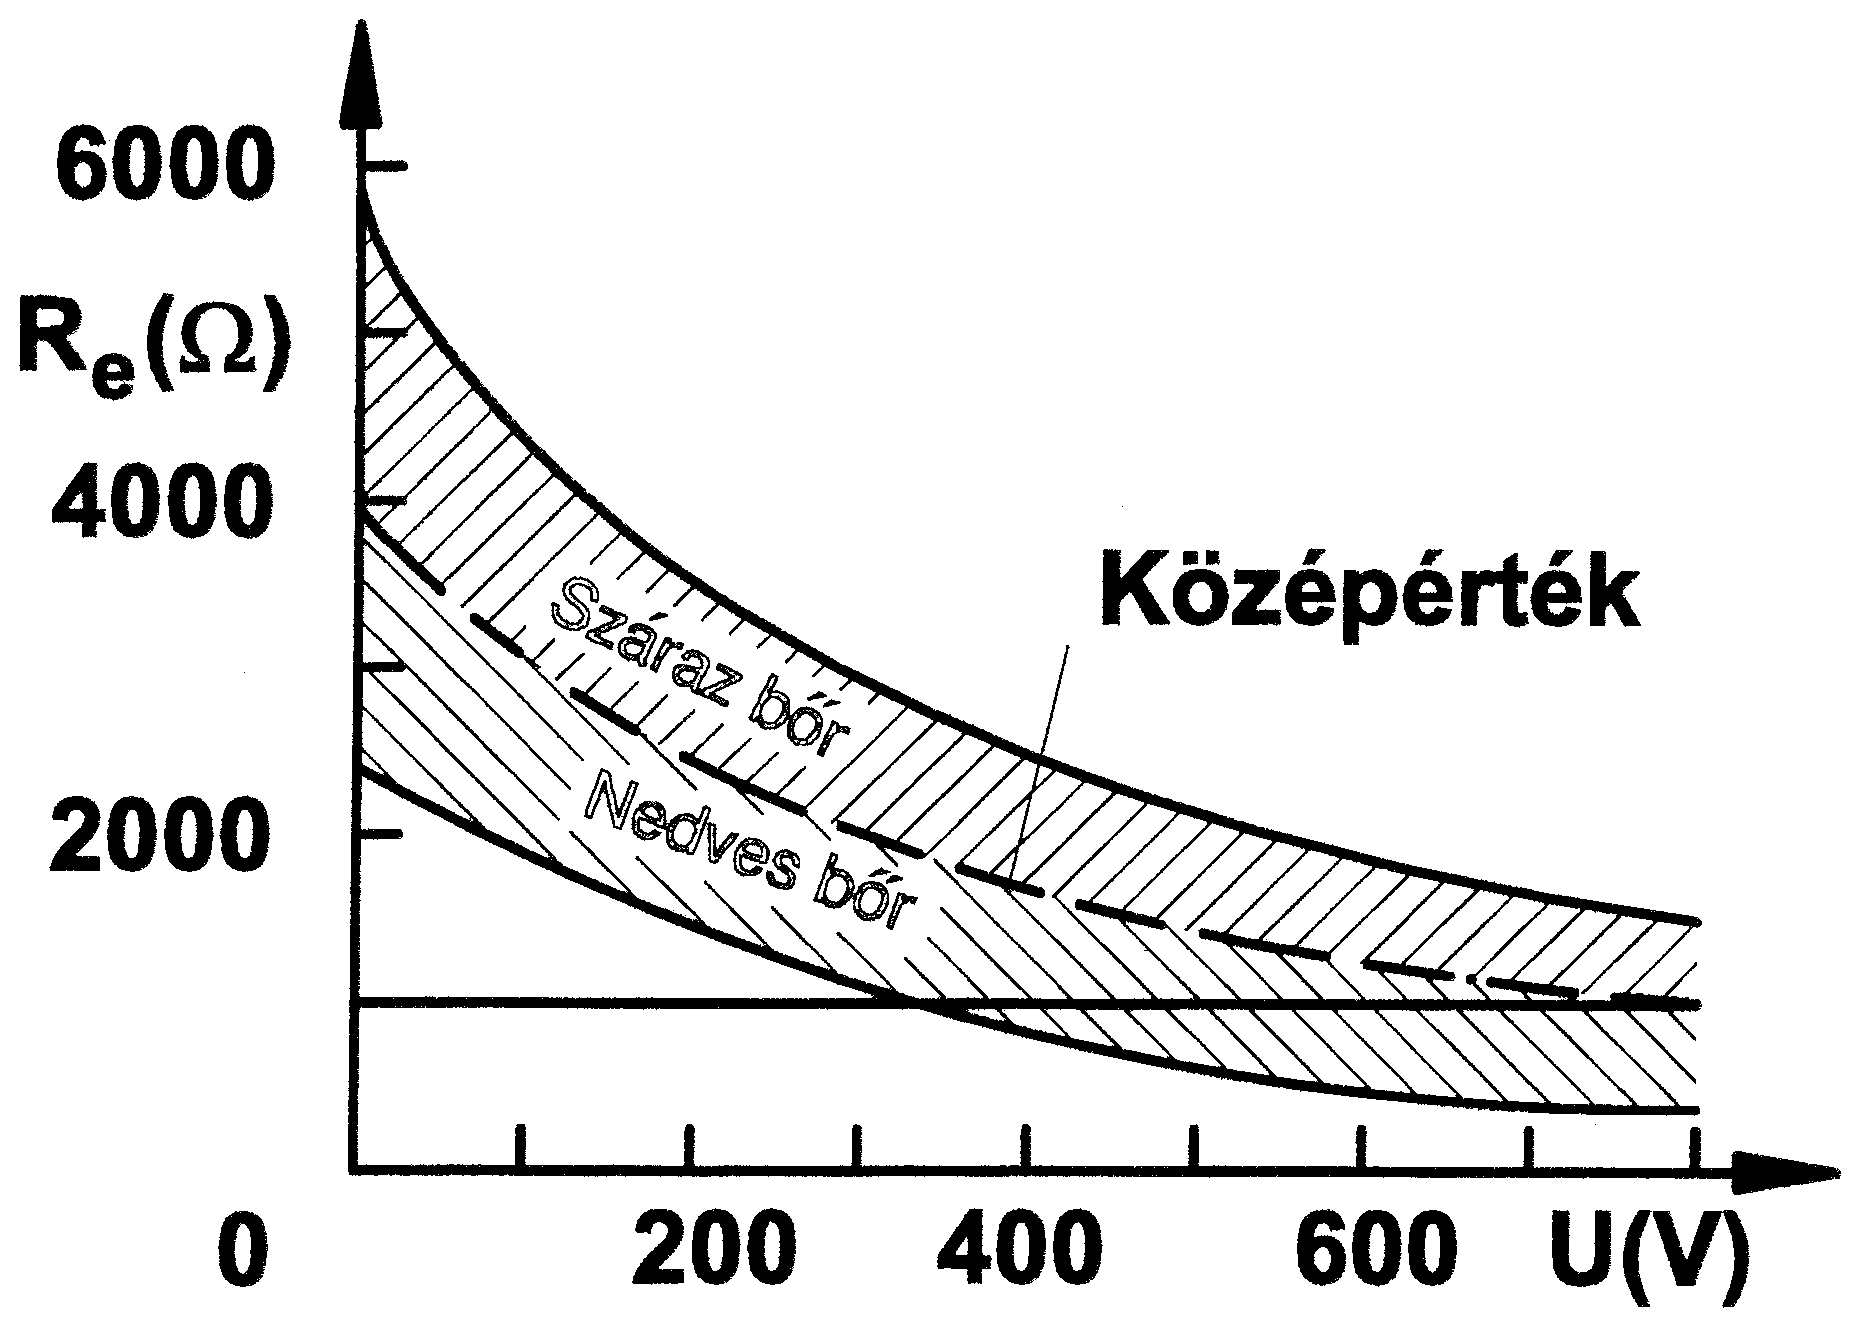 6000
Re(Ω)
4000
Középérték
Száraz bőr
Nedves bőr
2000
0 200 400 600 U(V)